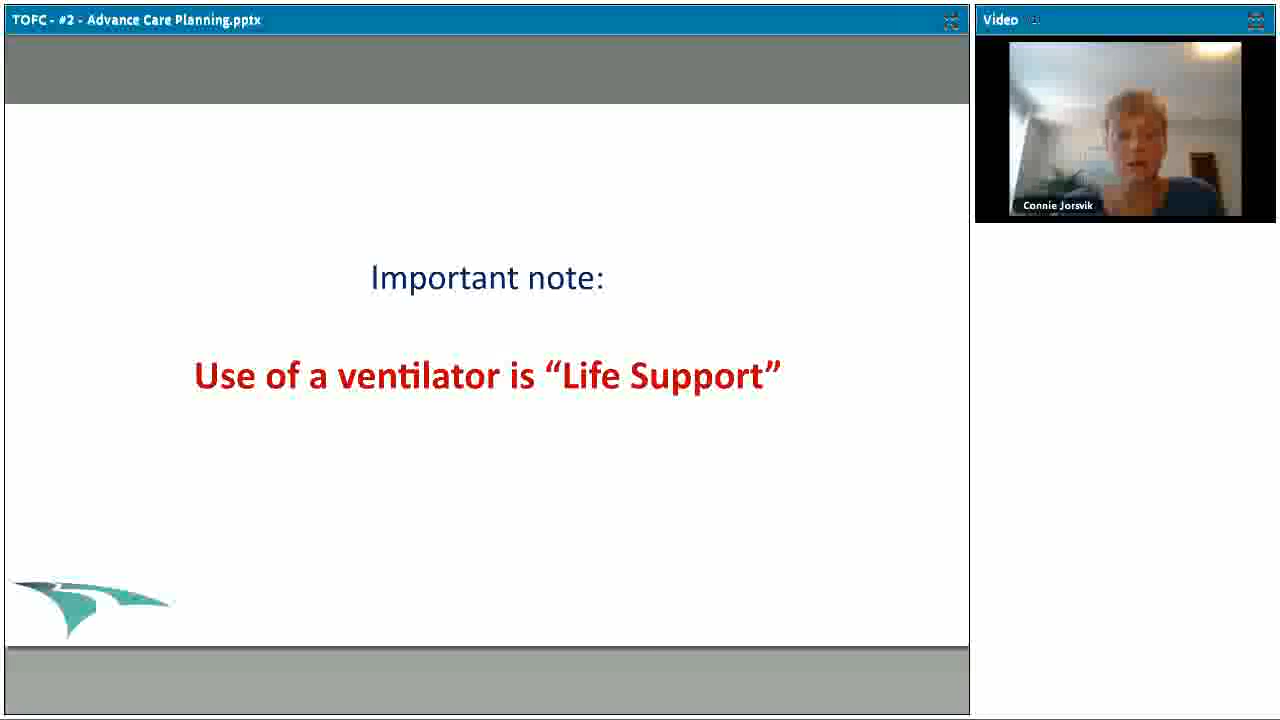 TOFC - #2 - Advance Care Planning.pptx
Video
Connie Jorsvik
Important note:
Use of a ventilator is “Life Support”